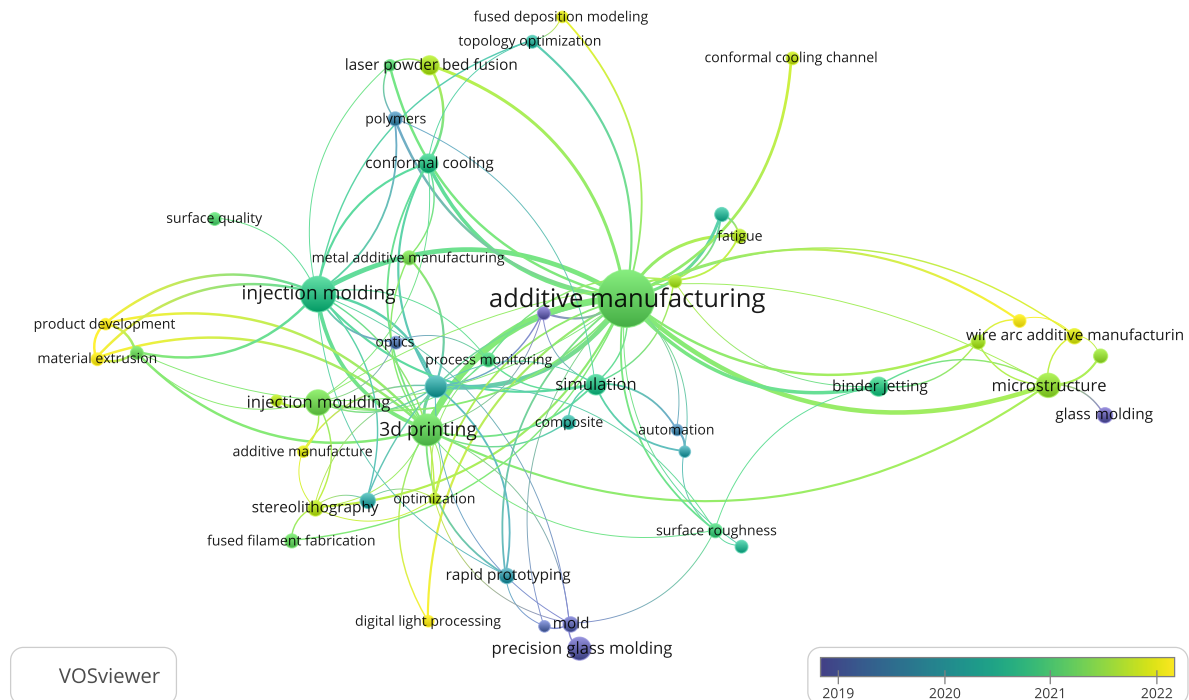 fused deposition modeling
topology optimization
conformal cooling channel
laser powder bed fusion
polymers
conformal cooling
surface quality
fatigue
metal additive manufacturing
injection molding
additive manufacturing
product development
wire arc additive manufacturin
optics
material extrusion
process monitoring
simulation
binder jetting
microstructure
injection moulding
glass molding
composite
3d printing
automation
additive manufacture
optimization
stereolithography
surface roughness
fused filament fabrication
rapid prototyping
digital light processing
mold
precision glass molding
VOSviewer
2019 2020 2021 2022